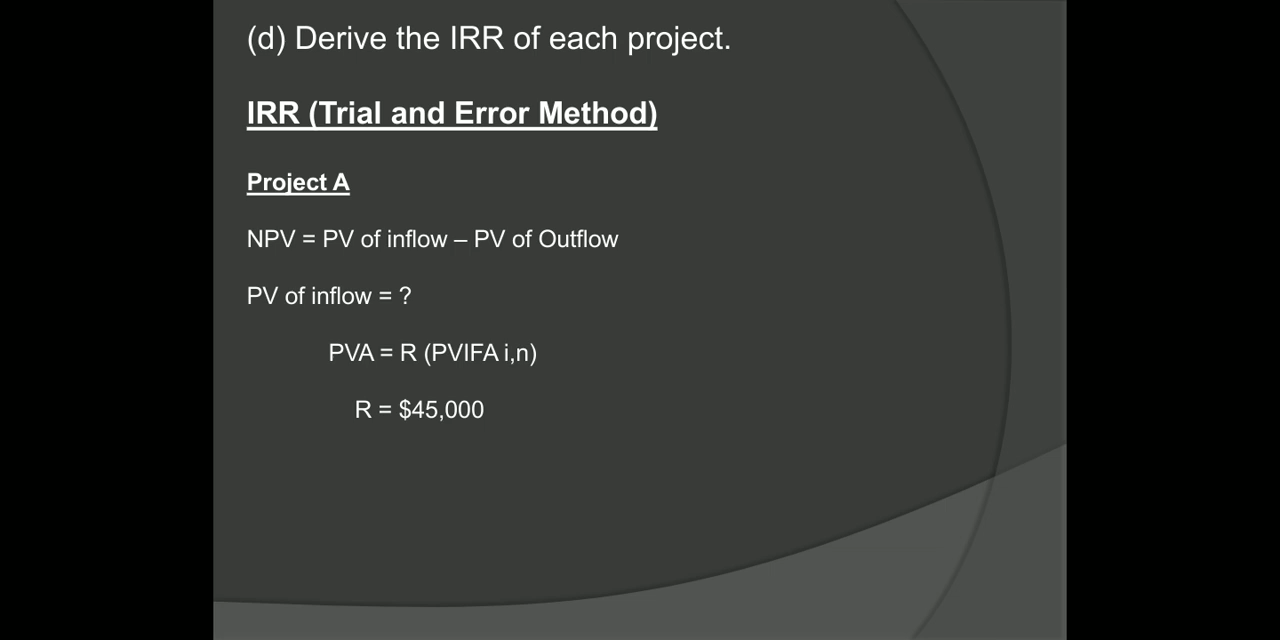 (d) Derive the IRR of each project.
IRR (Trial and Error Method)
Project A
NPV = PV of inflow – PV of Outflow
PV of inflow = ?
PVA = R (PVIFA i,n)
R = $45,000